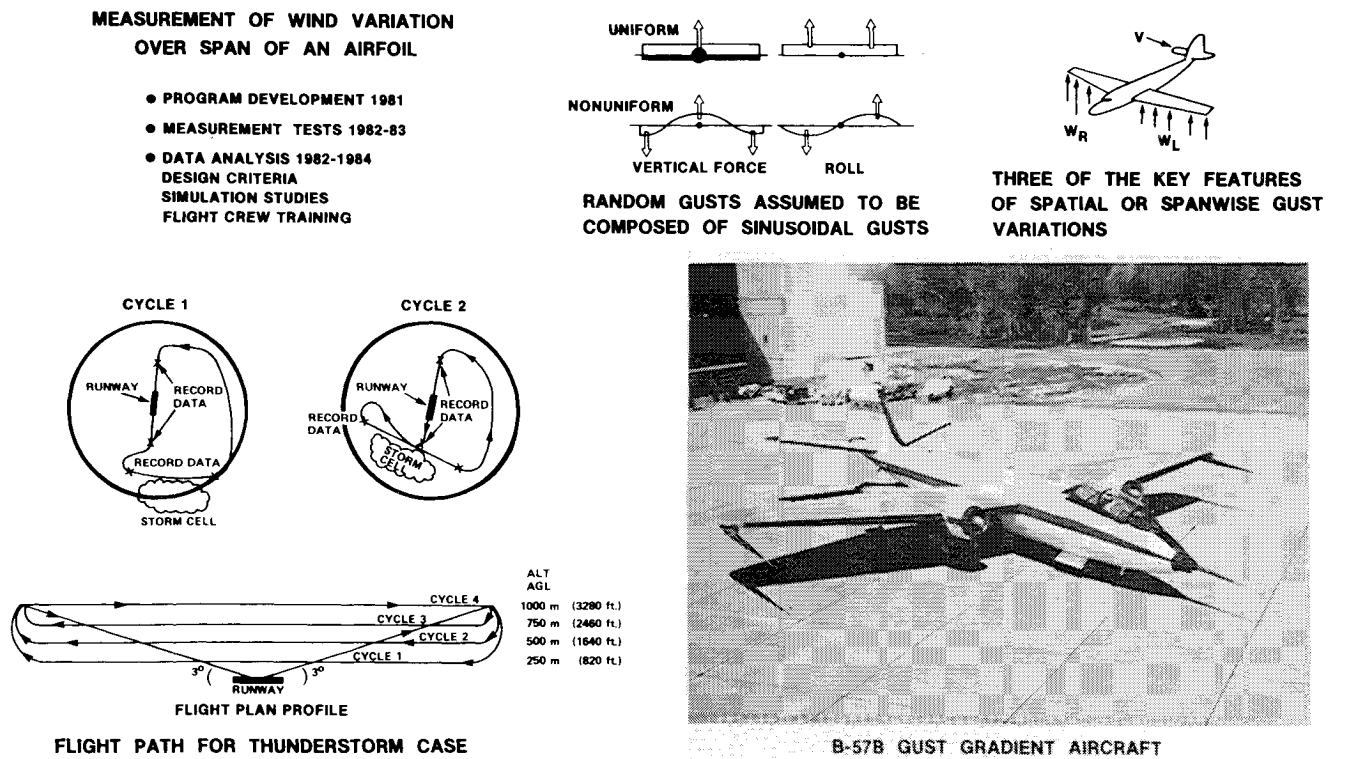 MEASUREMENT OF WIND VARIATION
OVER SPAN OF AN AIRFOIL
● PROGRAM DEVELOPMENT 1981
● MEASUREMENT TESTS 1982-83
● DATA ANALYSIS 1982-1984
DESIGN CRITERIA
SIMULATION STUDIES
FLIGHT CREW TRAINING
UNIFORM
NONUNIFORM
VERTICAL FORCE
ROLL
RANDOM GUSTS ASSUMED TO BE
COMPOSED OF SINUSOIDAL GUSTS
V
WR
WL
THREE OF THE KEY FEATURES
OF SPATIAL OR SPANWISE GUST
VARIATIONS
CYCLE 1
RUNWAY
RECORD
DATA
RECORD DATA
STORM CELL
CYCLE 2
RUNWAY
RECORD
DATA
RECORD
DATA
STORM
CELL
ALT
AGL
CYCLE 4
1000 m (3280 ft.)
CYCLE 3
750 m (2460 ft.)
CYCLE 2
500 m (1640 ft.)
CYCLE 1
250 m (820 ft.)
3°
3°
RUNWAY
FLIGHT PLAN PROFILE
FLIGHT PATH FOR THUNDERSTORM CASE
B-57B GUST GRADIENT AIRCRAFT